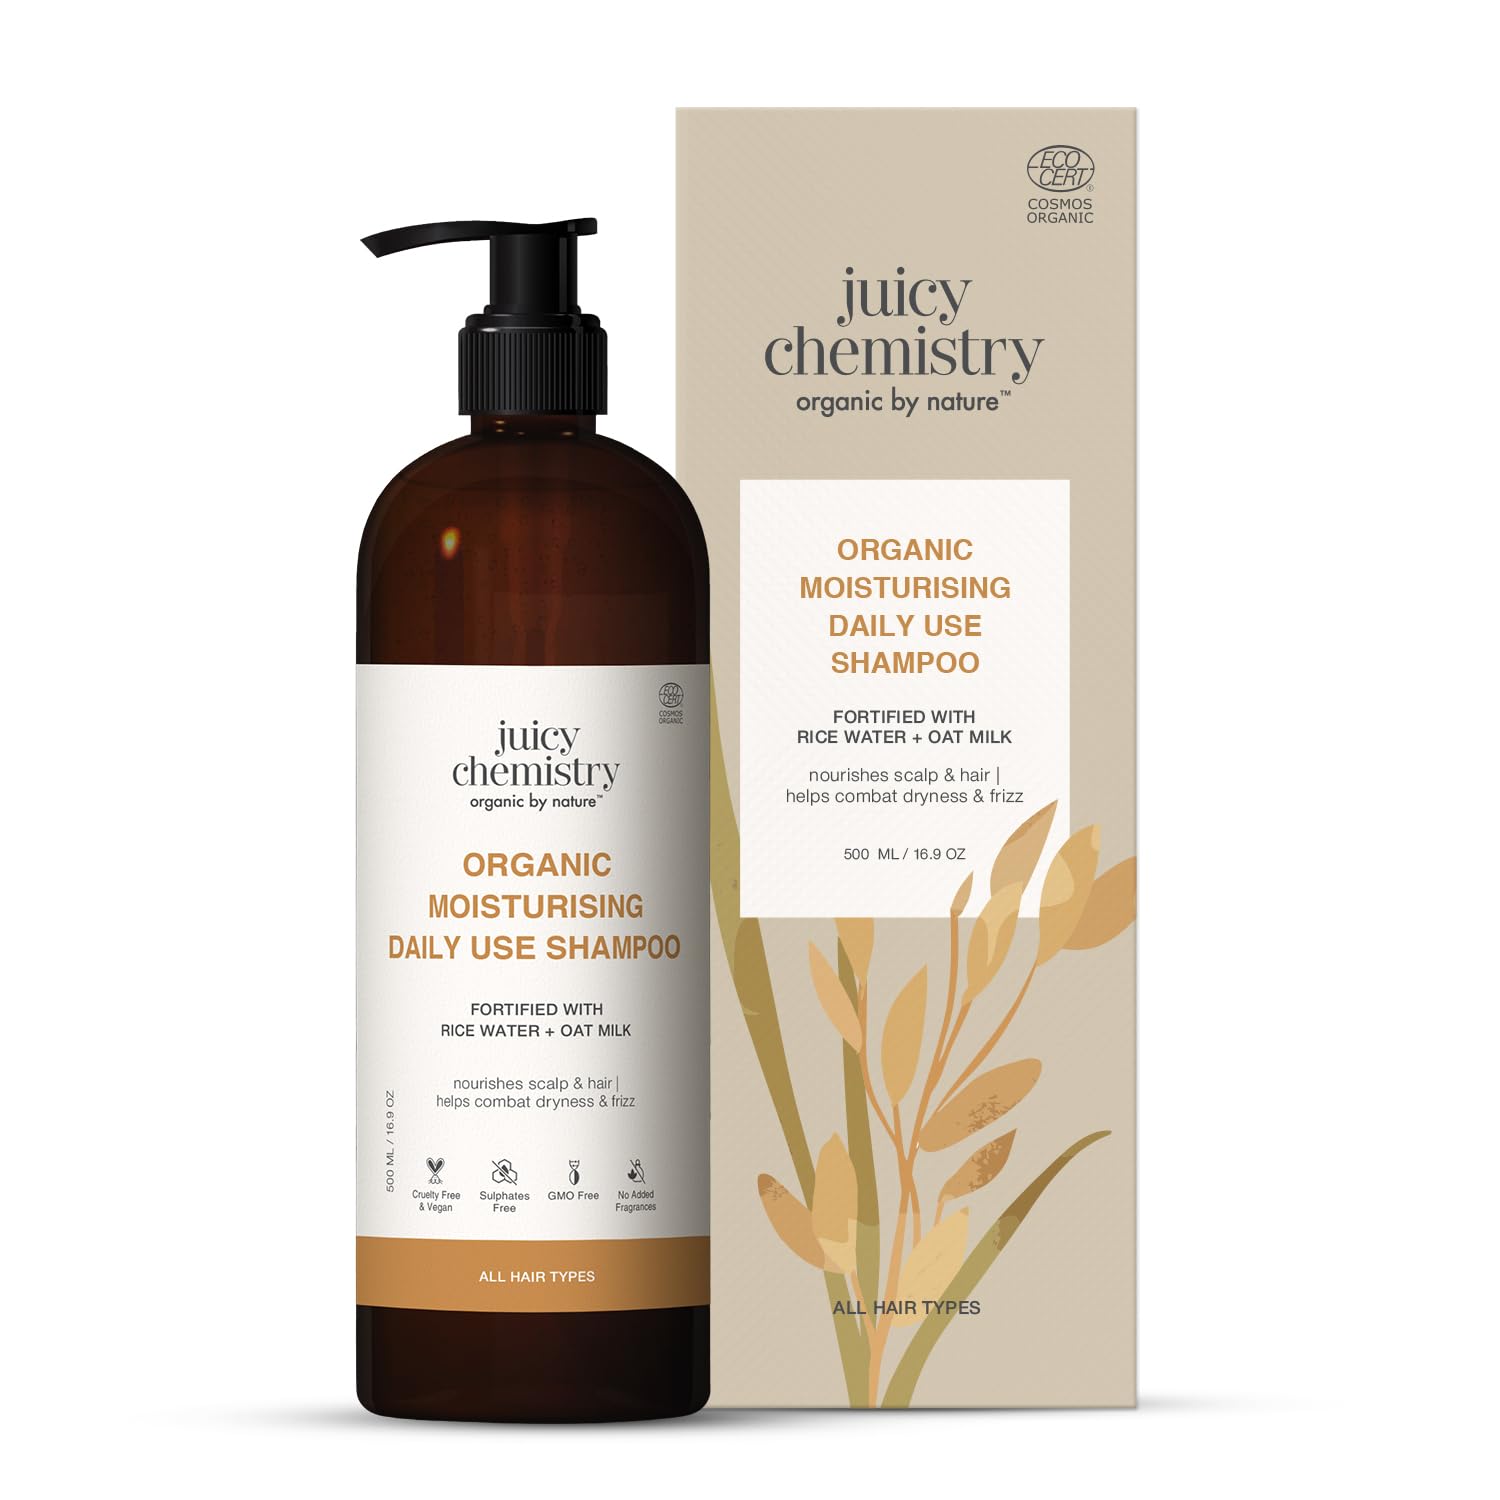 juicy
chemistry
organic by nature™
ORGANIC
MOISTURISING
DAILY USE SHAMPOO
FORTIFIED WITH
RICE WATER + OAT MILK
nourishes scalp & hair |
helps combat dryness & frizz
500 ML / 16.9 OZ
Cruelty Free
& Vegan
Sulphates
Free
GMO Free
No Added
Fragrances
ALL HAIR TYPES
ECO
CERT
COSMOS
ORGANIC
ECO
CERT®
COSMOS
ORGANIC
juicy
chemistry
organic by nature™
ORGANIC
MOISTURISING
DAILY USE
SHAMPOO
FORTIFIED WITH
RICE WATER + OAT MILK
nourishes scalp & hair |
helps combat dryness & frizz
500 ML / 16.9 OZ
ALL HAIR TYPES